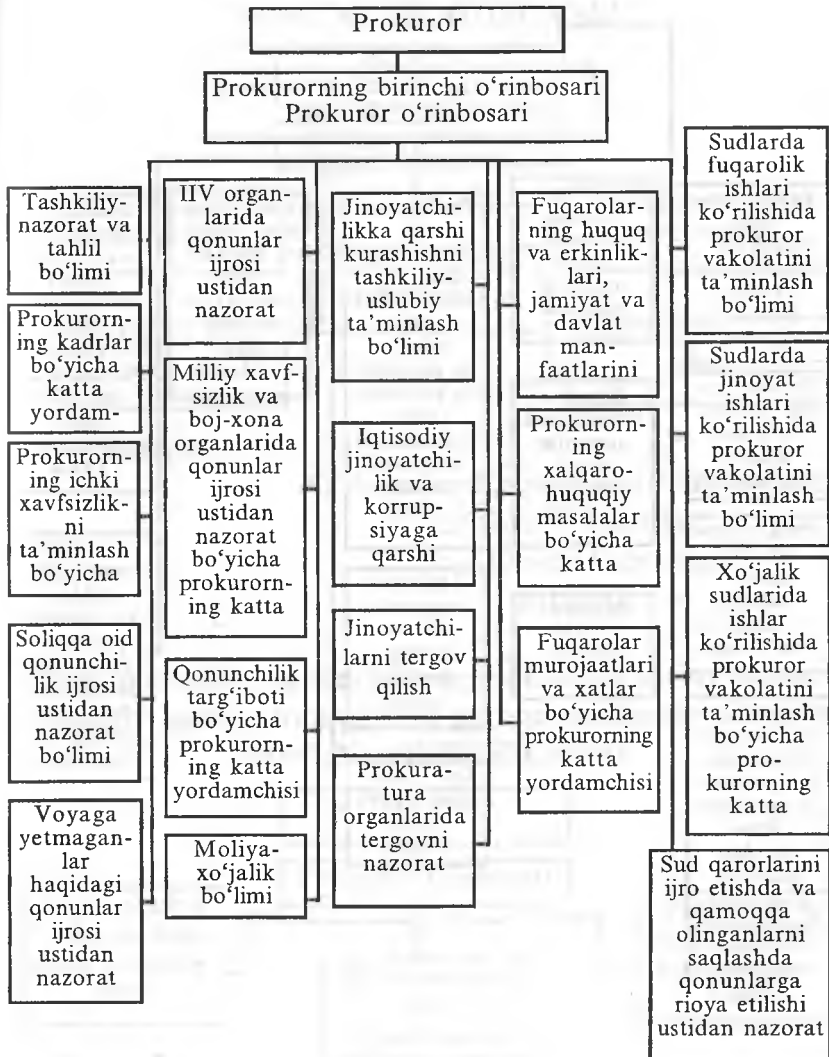 Prokuror
Prokurorning birinchi o‘rinbosari
Prokuror o‘rinbosari
Tashkiliy-
nazorat va
tahlil
bo‘limi
Prokurorn-
ing kadrlar
bo‘yicha
katta
yordam-
Prokurorn-
ing ichki
xavfsizlik-
ni
ta’minlash
bo‘yicha
Soliqqa oid
qonunchi-
lik ijrosi
ustidan
nazorat
bo‘limi
Voyaga
yetmagan-
lar
haqidagi
qonunlar
ijrosi
ustidan
nazorat
IIV organ-
larida
qonunlar
ijrosi
ustidan
nazorat
Milliy xavf-
sizlik va
boj-xona
organlarida
qonunlar
ijrosi
ustidan
nazorat
bo‘yicha
prokurorn-
ing katta
Qonunchilik
targ‘iboti
bo‘yicha
prokurorn-
ing katta
yordamchisi
Moliya-
xo‘jalik
bo‘limi
Jinoyatchi-
likka qarshi
kurashishni
tashkiliy-
uslubiy
ta’minlash
bo‘limi
Iqtisodiy
jinoyatchi-
lik va
korrup-
siyaga
qarshi
Jinoyatchi-
larni tergov
qilish
Prokura-
tura
organlarida
tergovni
nazorat
Fuqarolar-
ning huquq
va erkinlik-
lari,
jamiyat va
davlat
man-
faatlarini
Prokurorn-
ing
xalqaro-
huquqiy
masalalar
bo‘yicha
katta
Fuqarolar
murojaatlari
va xatlar
bo‘yicha
prokurorning
katta
yordamchisi
Sudlarda
fuqarolik
ishlari
ko‘rilishida
prokuror
vakolatini
ta’minlash
bo‘limi
Sudlarda
jinoyat
ishlari
ko‘rilishida
prokuror
vakolatini
ta’minlash
bo‘limi
Xo‘jalik
sudlarida
ishlar
ko‘rilishida
prokuror
vakolatini
ta’minlash
bo‘yicha
pro-
kurorning
katta
Sud qarorlarini
ijro etishda va
qamoqqa
olinganlarni
saqlashda
qonunlarga
rioya etilishi
ustidan nazorat